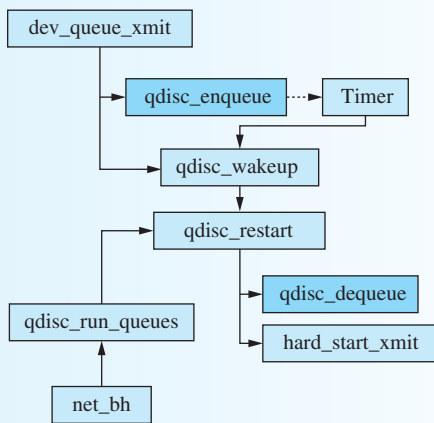 dev_queue_xmit
qdisc_enqueue
Timer
qdisc_wakeup
qdisc_restart
qdisc_dequeue
qdisc_run_queues
hard_start_xmit
net_bh